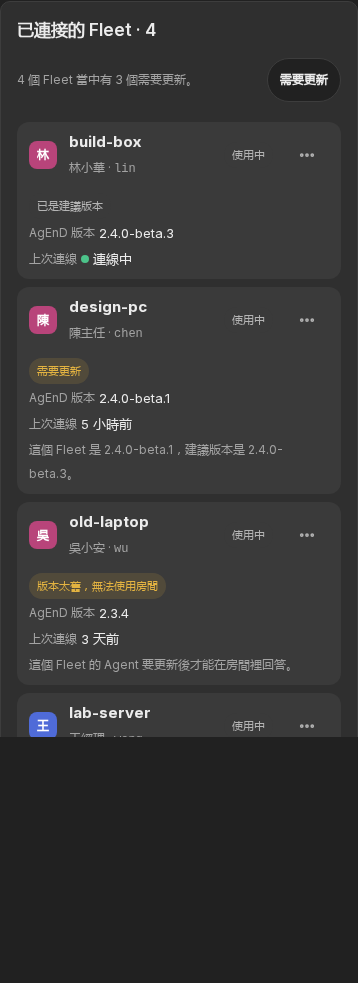 已連接的 Fleet · 4
4 個 Fleet 當中有 3 個需要更新。
需要更新
林
build-box
林小華 · lin
使用中
已是建議版本
AgEnD 版本 2.4.0-beta.3
上次連線 連線中
陳
design-pc
陳主任 · chen
使用中
需要更新
AgEnD 版本 2.4.0-beta.1
上次連線 5 小時前
這個 Fleet 是 2.4.0-beta.1，建議版本是 2.4.0-
beta.3。
吳
old-laptop
吳小安 · wu
使用中
版本太舊，無法使用房間
AgEnD 版本 2.3.4
上次連線 3 天前
這個 Fleet 的 Agent 要更新後才能在房間裡回答。
王
lab-server
使用中